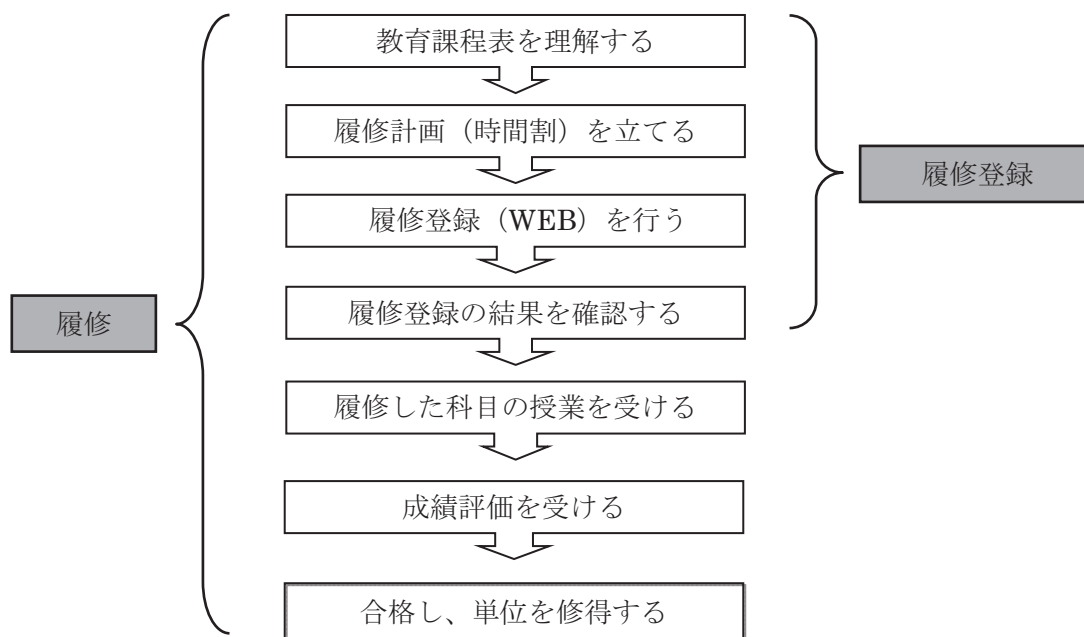 教育課程表を理解する
履修計画（時間割）を立てる
履修登録
履修登録（WEB）を行う
履修
履修登録の結果を確認する
履修した科目の授業を受ける
成績評価を受ける
合格し、単位を修得する